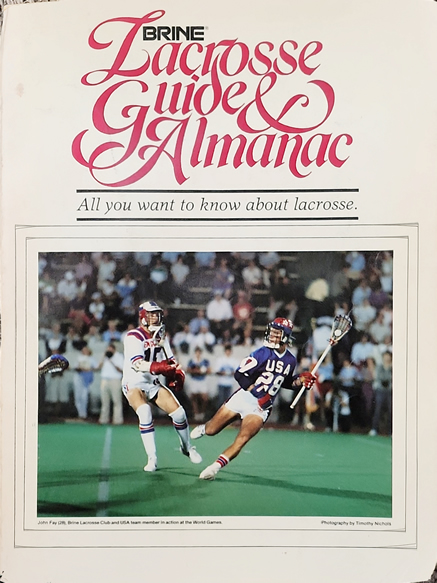 BRINE
Lacrosse
Guide &
Almanac
All you want to know about lacrosse.
USA
28
John Fay (28), Brine Lacrosse Club and USA team member in action at the World Games
Photography by Timothy Nichols